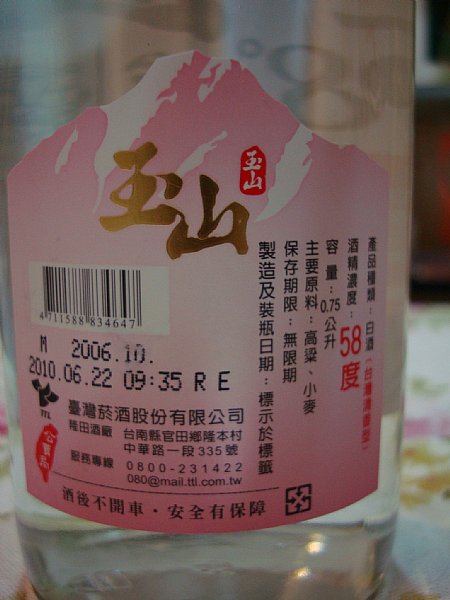 玉山
玉山
產品種類：白酒（台灣清香型）
酒精濃度：58度
容量：0.75公升
主要原料：高粱、小麥
保存期限：無限期
製造及裝瓶日期：標示於標籤
4711588834647
M 2006.10.
2010.06.22 09:35 R E
臺灣菸酒股份有限公司
隆田酒廠 台南縣官田鄉隆本村
中華路一段335號
服務專線 0800-231422
080@mail.ttl.com.tw
公賣品
酒後不開車・安全有保障